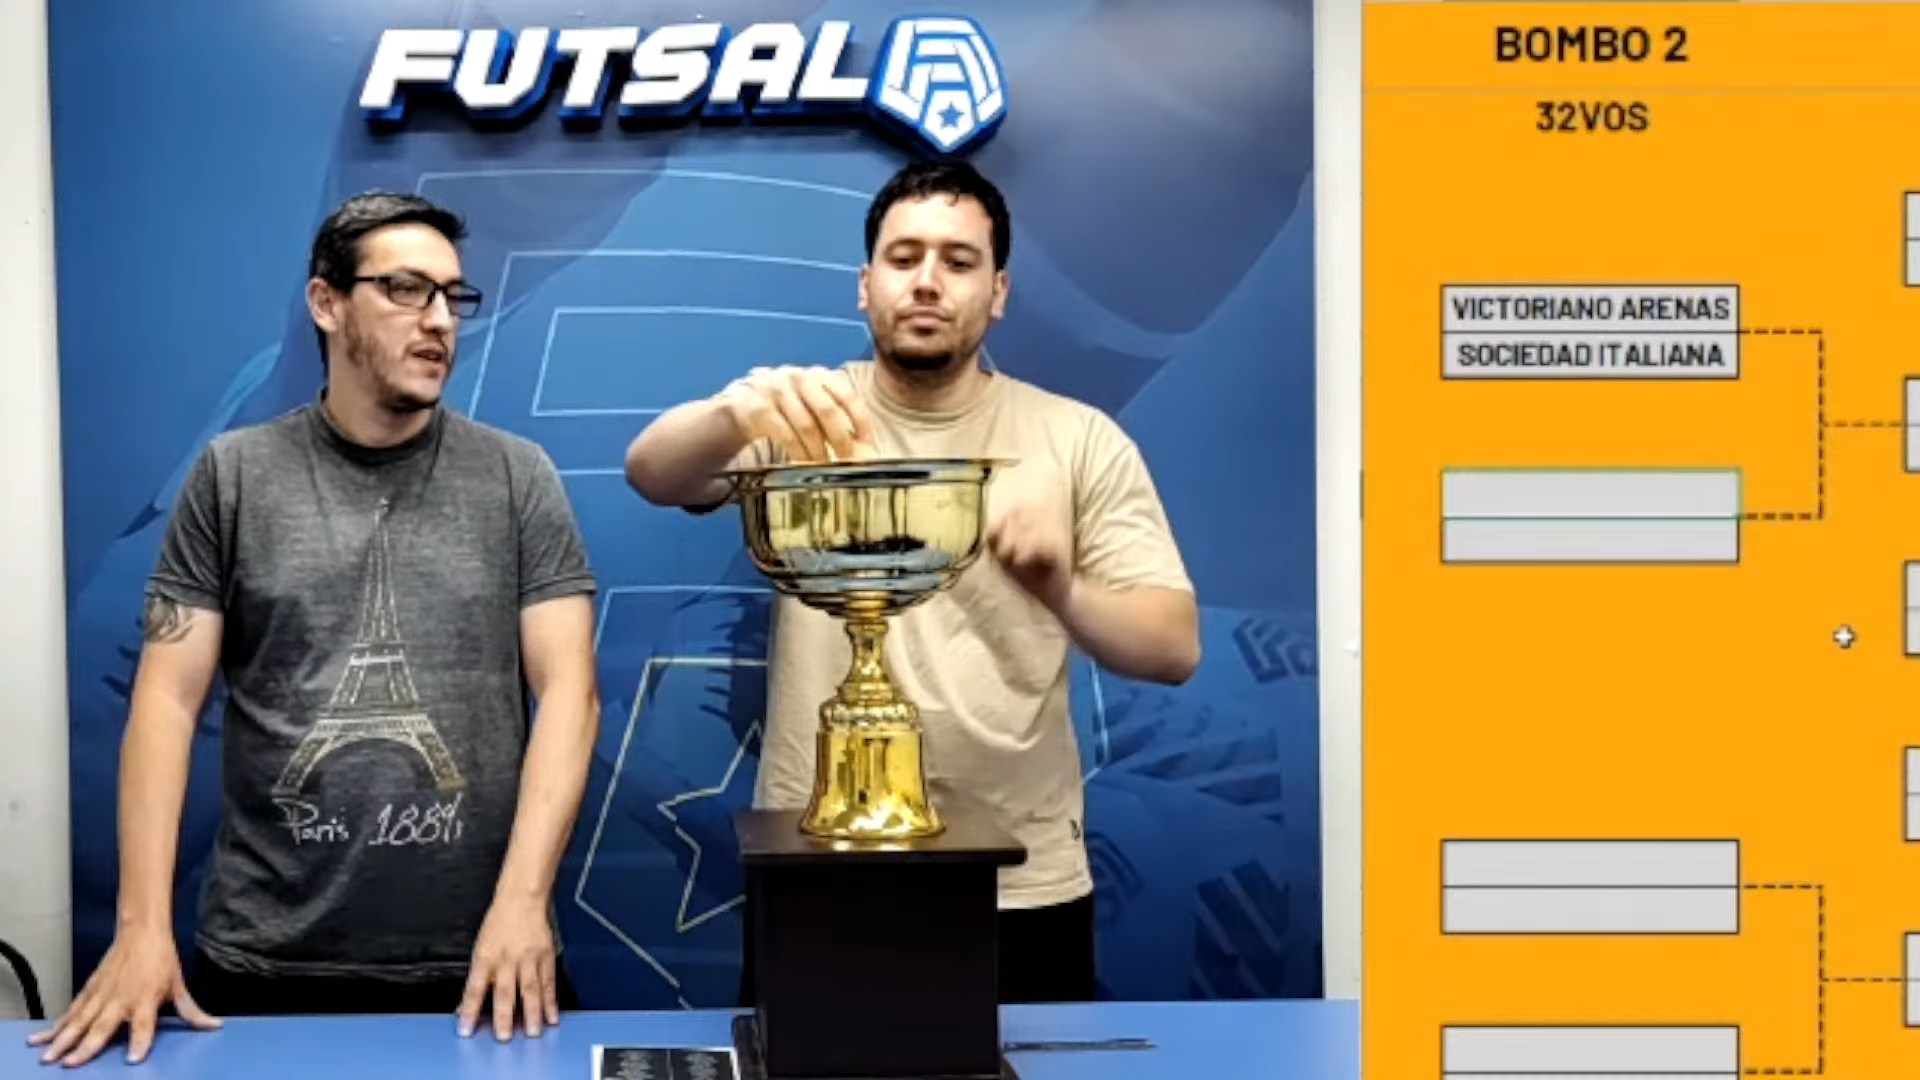 FUTSAL
Paris 1889
BOMBO 2
32VOS
VICTORIANO ARENAS
SOCIEDAD ITALIANA